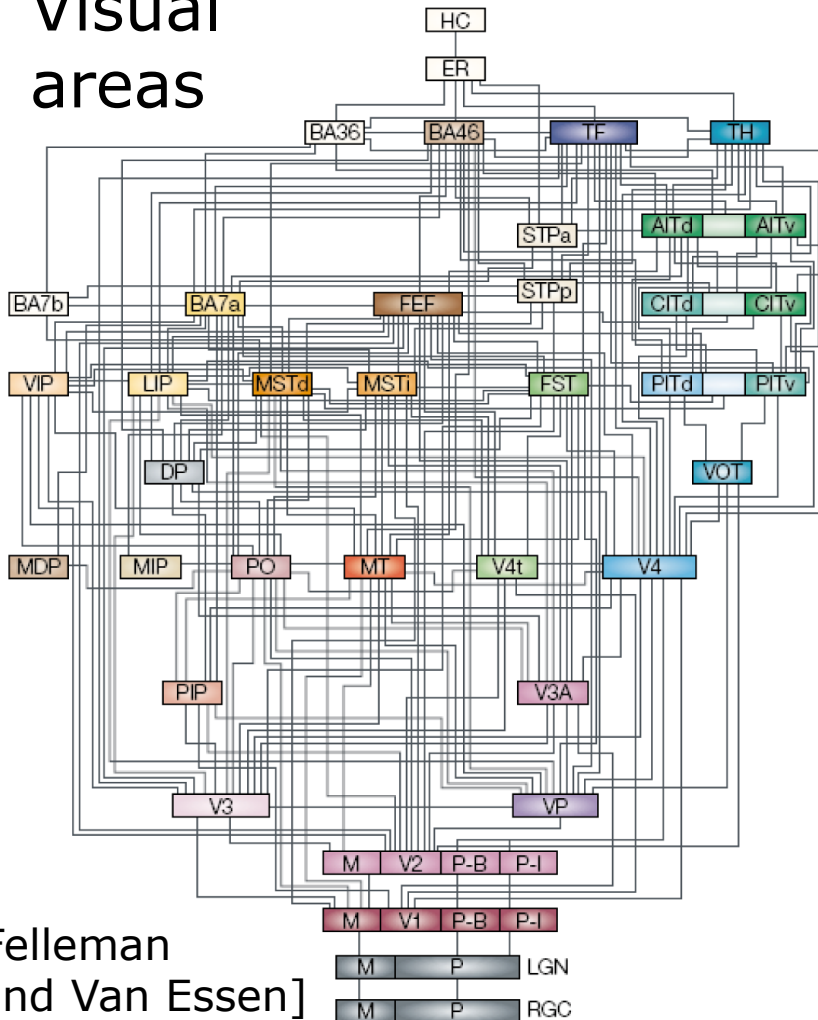 Visual
areas
HC
ER
BA36 BA46 TF TH
STPa AITd AITv
BA7b BA7a FEF STPp CITd CITv
VIP LIP MSTd MSTi FST PITd PITv
DP VOT
MDP MIP PO MT V4t V4
PIP V3A
V3 VP
M V2 P-B P-I
M V1 P-B P-I
Felleman
M P LGN
nd Van Essen]
M P RGC